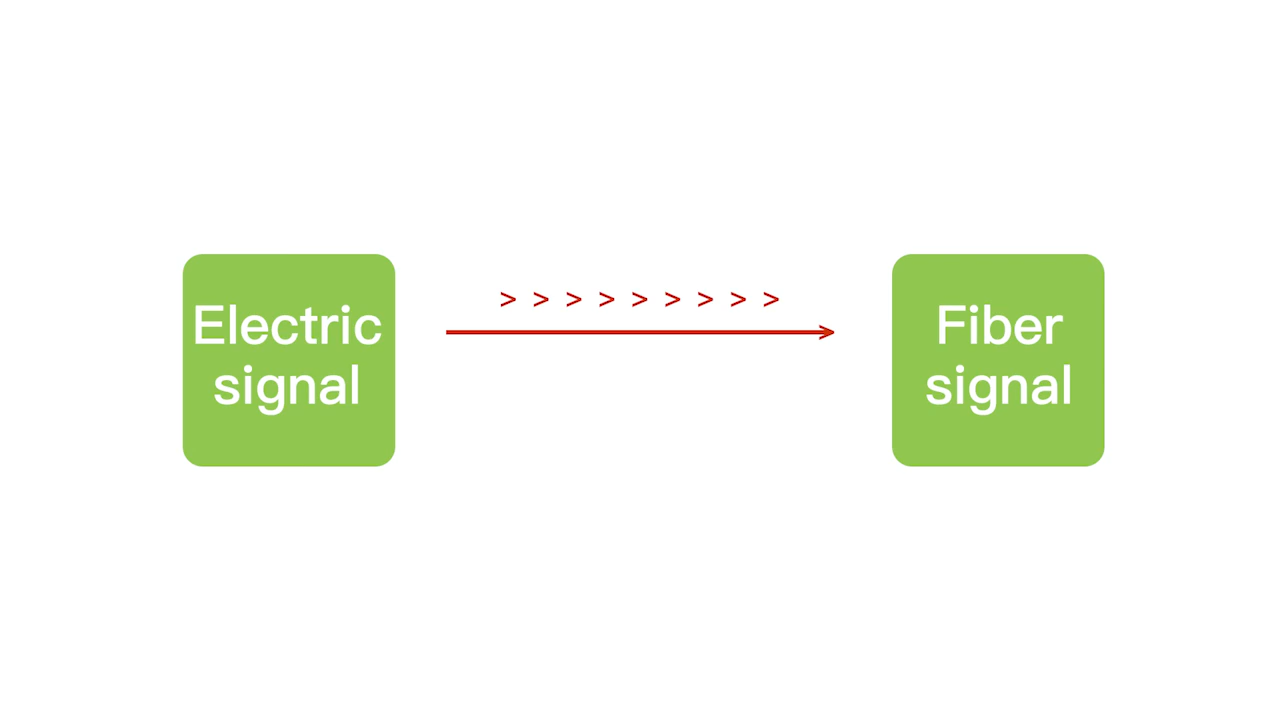 Electric
signal
> > > > > > > > >
Fiber
signal